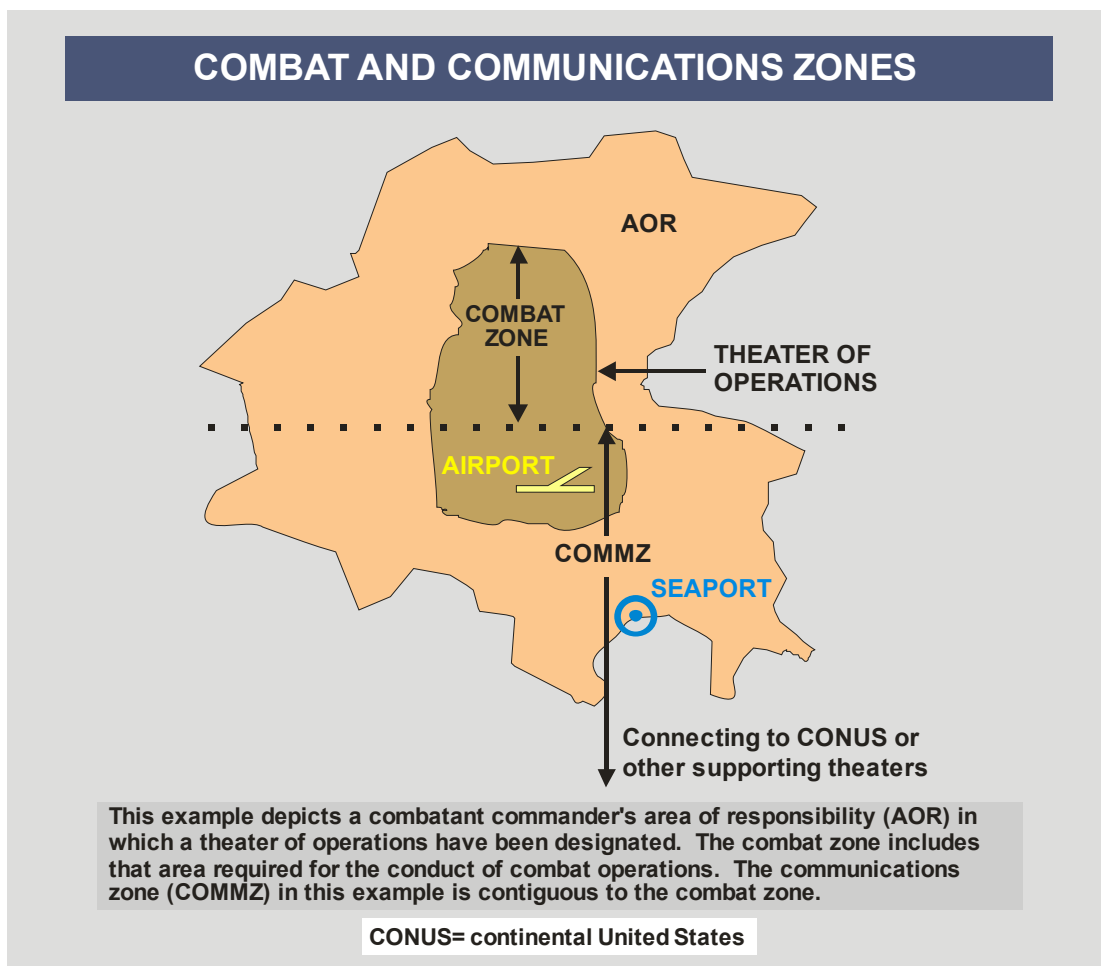 COMBAT AND COMMUNICATIONS ZONES
AOR
COMBAT
ZONE
THEATER OF
OPERATIONS
AIRPORT
COMMZ
SEAPORT
Connecting to CONUS or
other supporting theaters
This example depicts a combatant commander's area of responsibility (AOR) in
which a theater of operations have been designated. The combat zone includes
that area required for the conduct of combat operations. The communications
zone (COMMZ) in this example is contiguous to the combat zone.
CONUS= continental United States